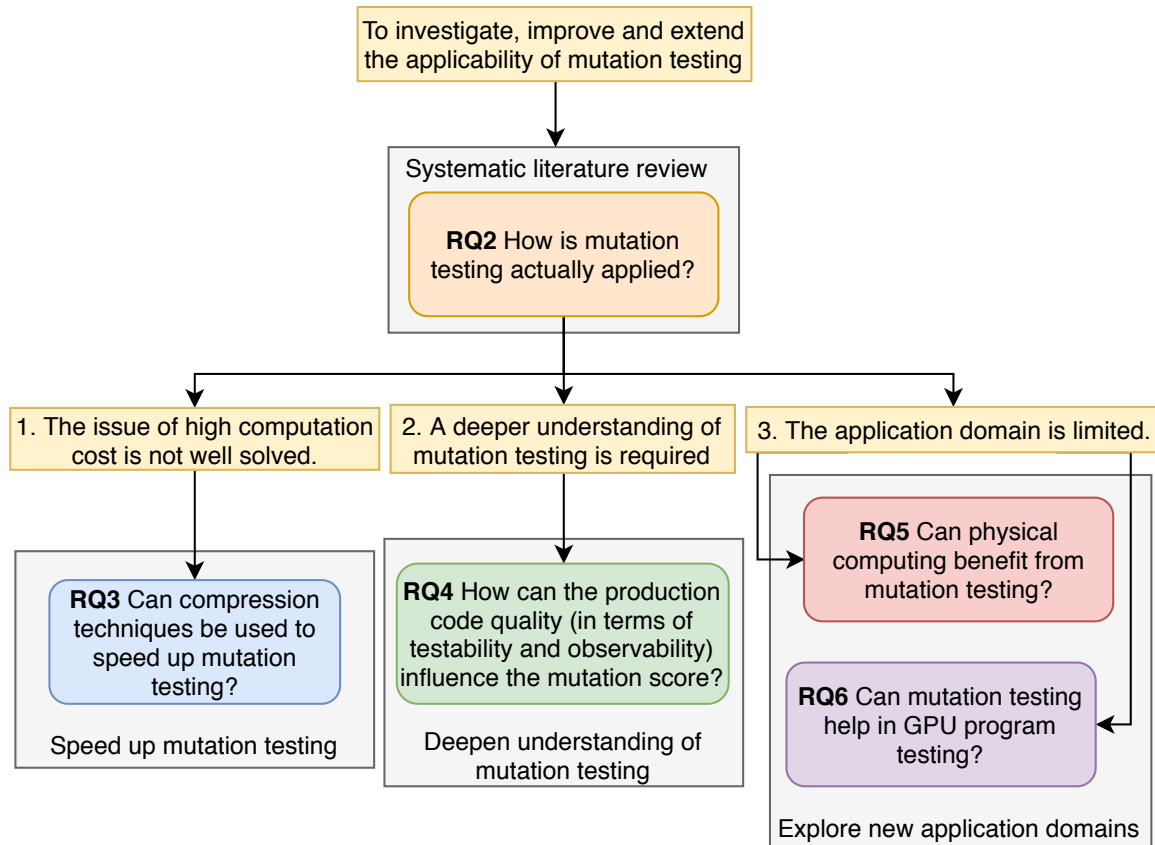 To investigate, improve and extend
the applicability of mutation testing
Systematic literature review
RQ2 How is mutation
testing actually applied?
1. The issue of high computation
cost is not well solved.
2. A deeper understanding of
mutation testing is required
3. The application domain is limited.
RQ3 Can compression
techniques be used to
speed up mutation
testing?
Speed up mutation testing
RQ4 How can the production
code quality (in terms of
testability and observability)
influence the mutation score?
Deepen understanding of
mutation testing
RQ5 Can physical
computing benefit from
mutation testing?
RQ6 Can mutation testing
help in GPU program
testing?
Explore new application domains